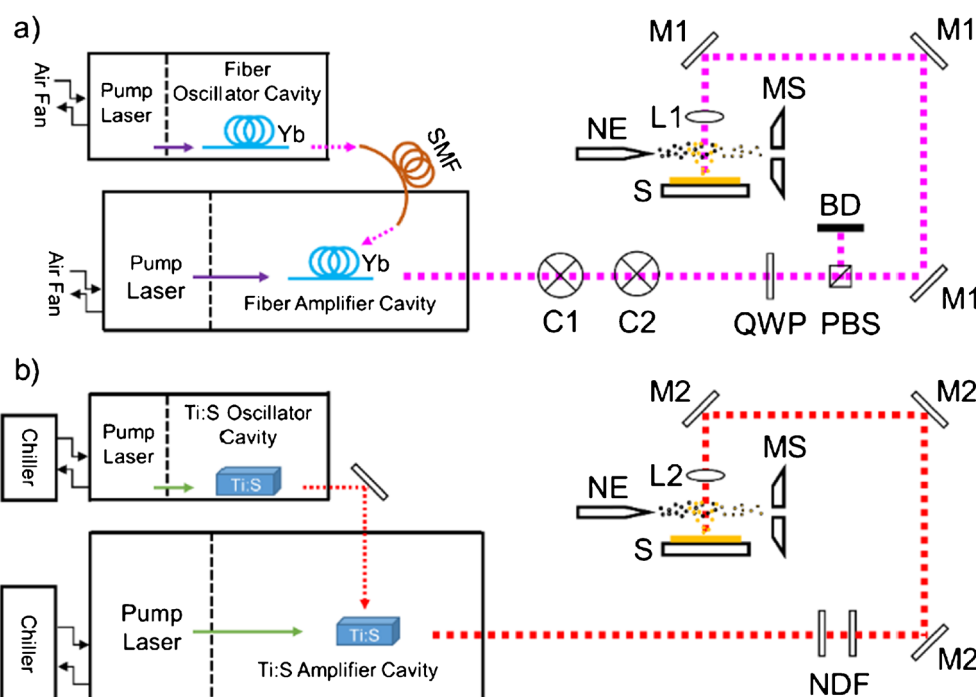 a)
Air Fan
Pump
Laser
Fiber
Oscillator Cavity
Yb
SMF
Air Fan
Pump
Laser
Yb
Fiber Amplifier Cavity
M1
M1
L1
MS
NE
S
BD
C1
C2
QWP
PBS
M1
b)
Chiller
Pump
Laser
Ti:S Oscillator
Cavity
Ti:S
Chiller
Pump
Laser
Ti:S
Ti:S Amplifier Cavity
M2
M2
L2
MS
NE
S
NDF
M2